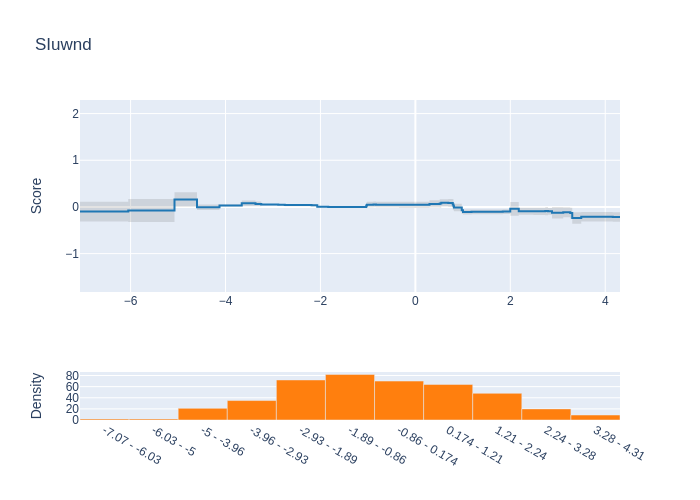 SIuwnd
Score
2
1
0
−1
−6
−4
−2
0
2
4
Density
80
60
40
20
0
-7.07 - -6.03
-6.03 - -5
-5 - -3.96
-3.96 - -2.93
-2.93 - -1.89
-1.89 - -0.86
-0.86 - 0.174
0.174 - 1.21
1.21 - 2.24
2.24 - 3.28
3.28 - 4.31